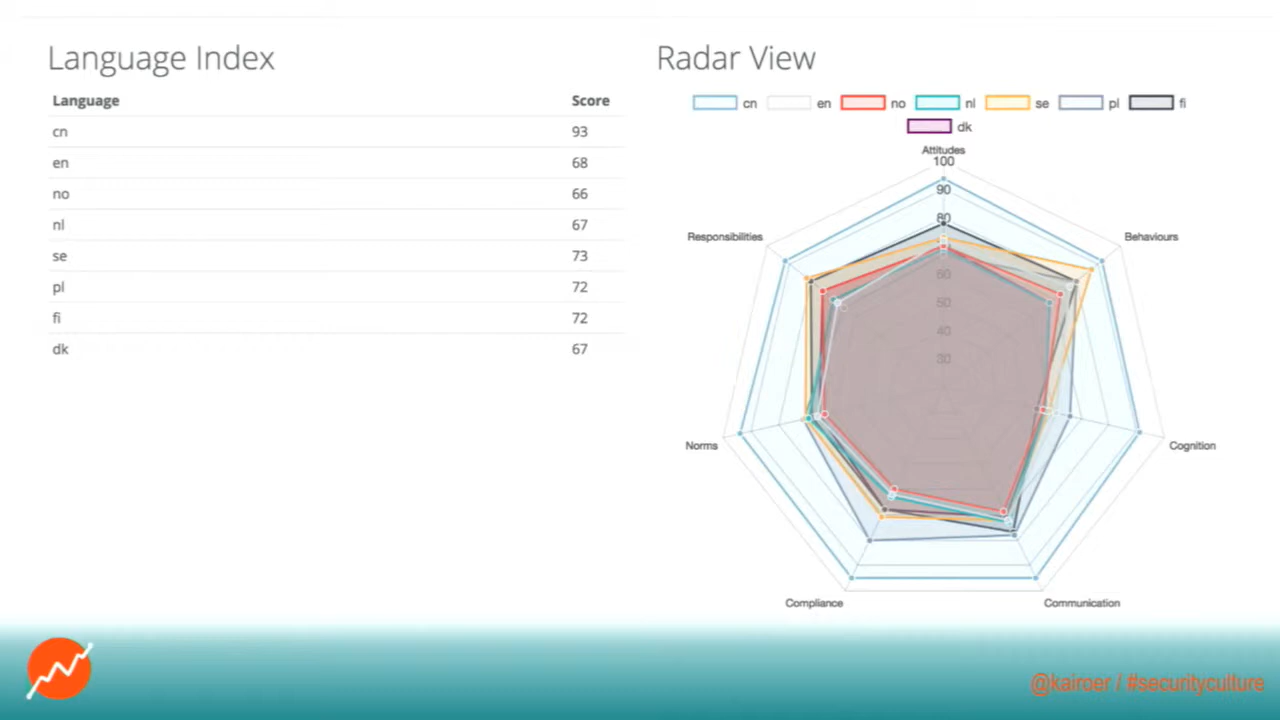 Language Index
Language Score
cn 93
en 68
no 66
nl 67
se 73
pl 72
fi 72
dk 67
Radar View
cn en no nl se pl fi
dk
Attitudes
100
90
80
60
50
40
30
Responsibilities
Behaviours
Norms
Cognition
Compliance
Communication
@kairoer / #securityculture